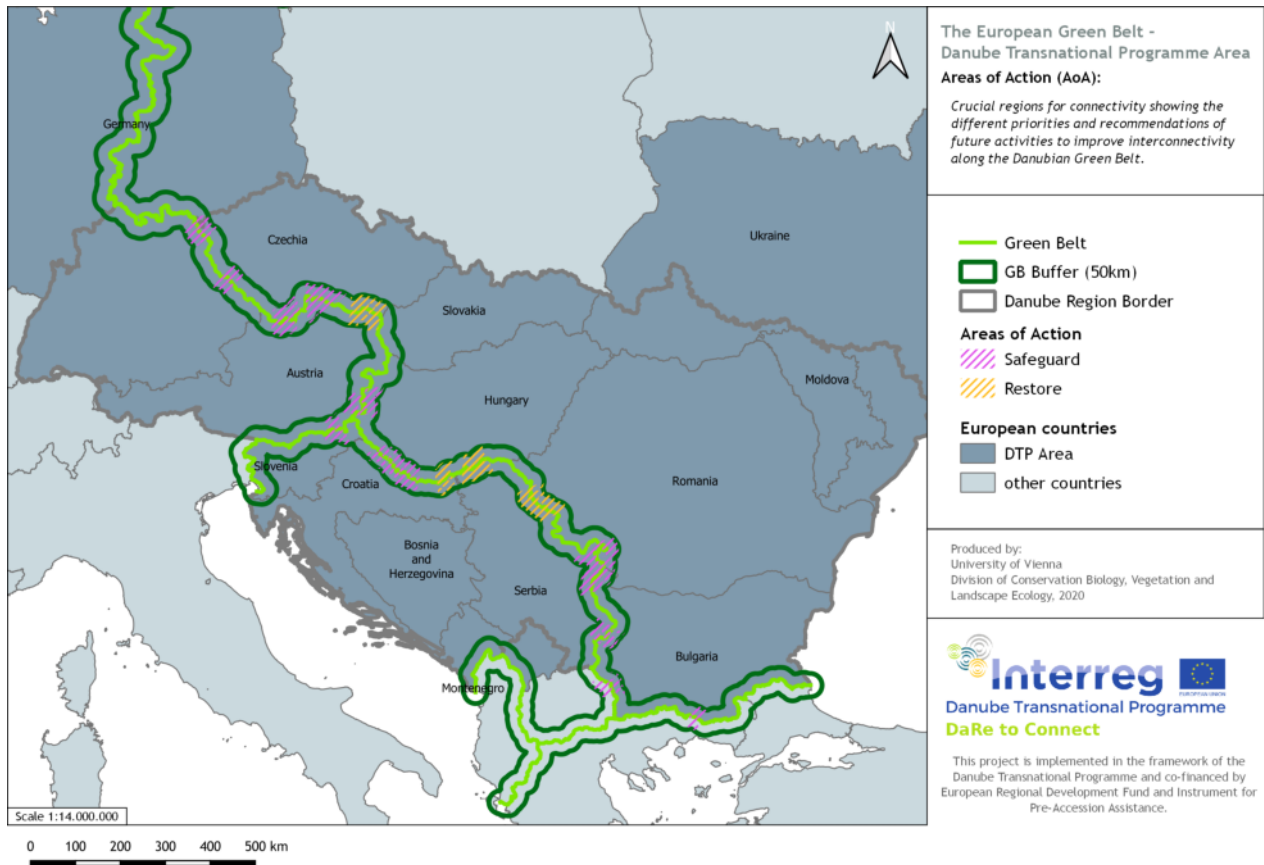 N
Germany
Czechia
Ukraine
Slovakia
Austria
Moldova
Hungary
Slovenia
Croatia
Romania
Bosnia
and
Herzegovina
Serbia
Bulgaria
Montenegro
Scale 1:14.000.000
0 100 200 300 400 500 km
The European Green Belt -
Danube Transnational Programme Area
Areas of Action (AoA):
Crucial regions for connectivity showing the
different priorities and recommendations of
future activities to improve interconnectivity
along the Danubian Green Belt.
Green Belt
GB Buffer (50km)
Danube Region Border
Areas of Action
Safeguard
Restore
European countries
DTP Area
other countries
Produced by:
University of Vienna
Division of Conservation Biology, Vegetation and
Landscape Ecology, 2020
Interreg
EUROPEAN UNION
Danube Transnational Programme
DaRe to Connect
This project is implemented in the framework of the
Danube Transnational Programme and co-financed by
European Regional Development Fund and Instrument for
Pre-Accession Assistance.